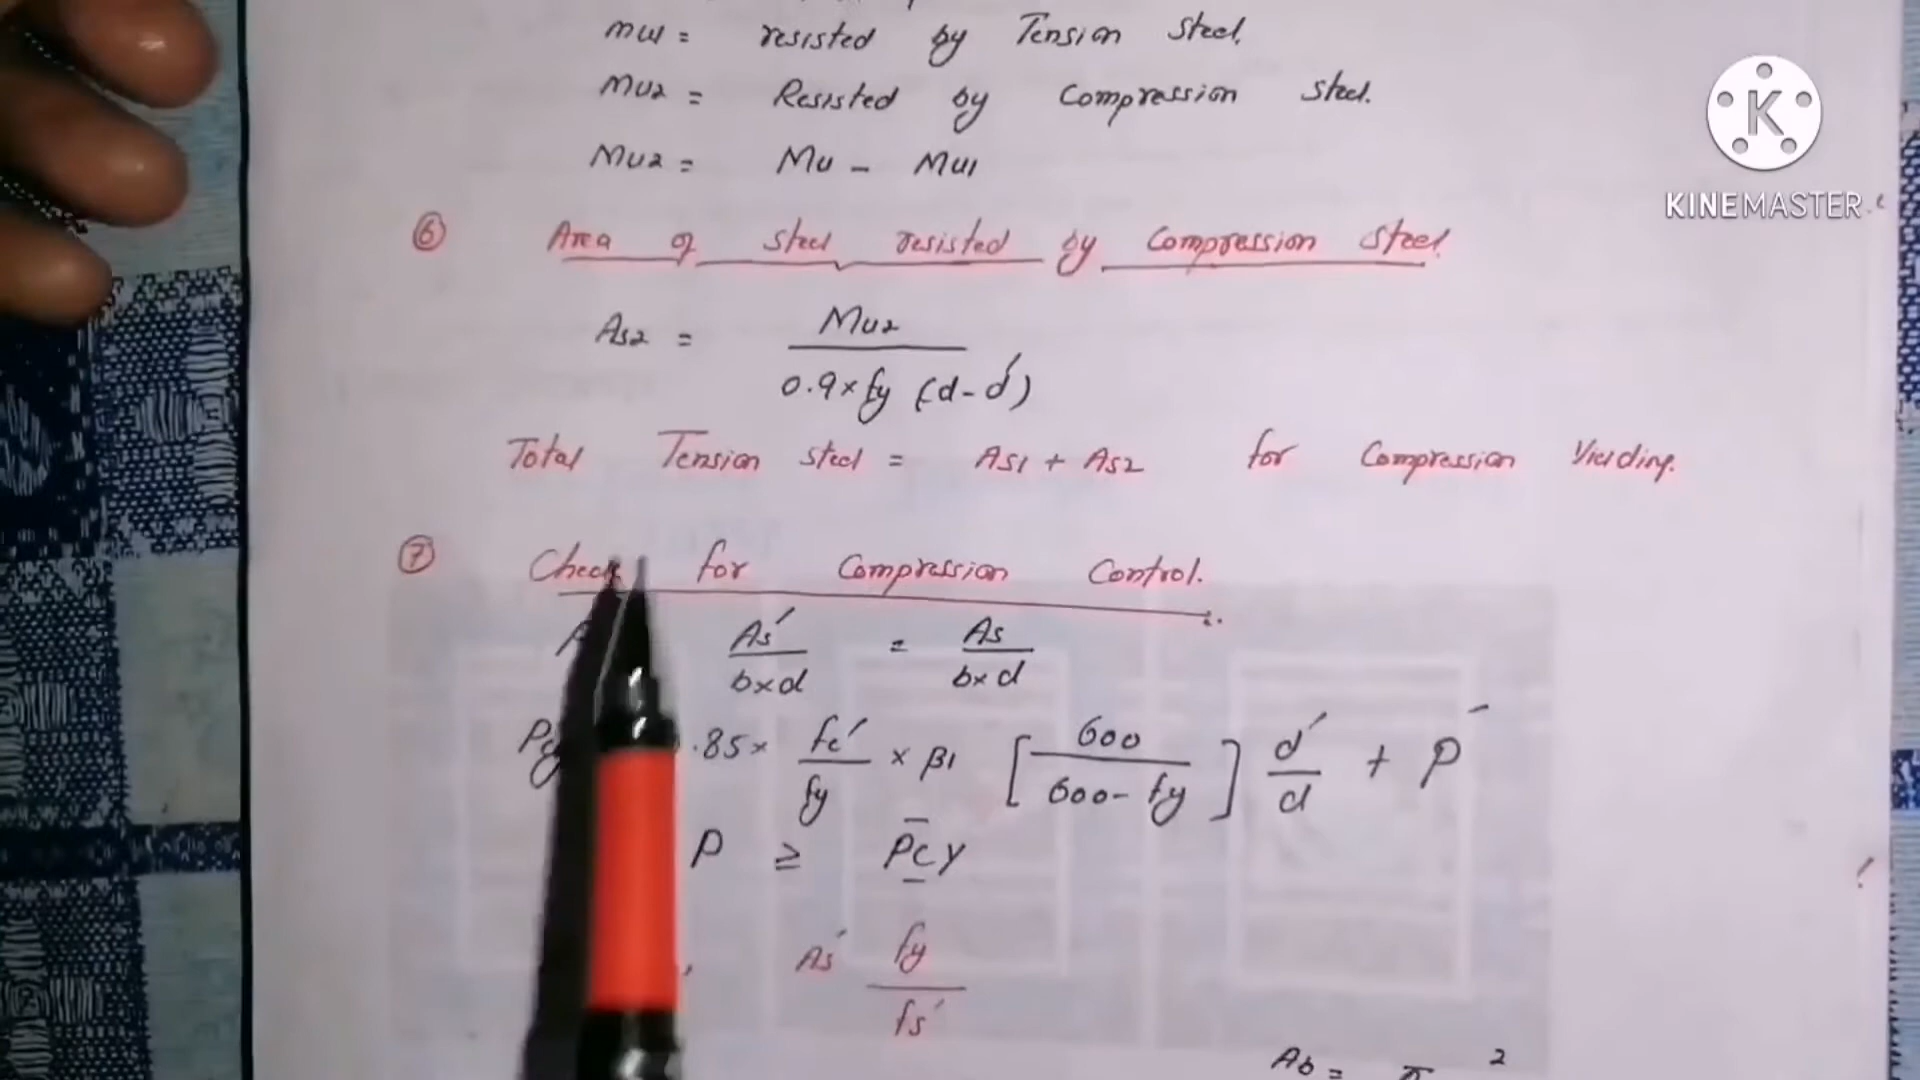 Mu1 = resisted by Tension Steel.
Mu2 = Resisted by Compression Steel.
Mu2 = Mu - Mu1
KINEMASTER
⑥ Area of Steel resisted by Compression Steel.
As2 = Mu2 / 0.9 × fy (d - d')
Total Tension Steel = As1 + As2 for Compression Yielding.
⑦ Check for Compression Control.
As' / b×d = As / b×d
.85 × fc' / fy × β1 [600 / 600 - fy] d' / d + ρ'
ρ ≥ ρ̄cy
As' fy / fs'
Ab = π 2